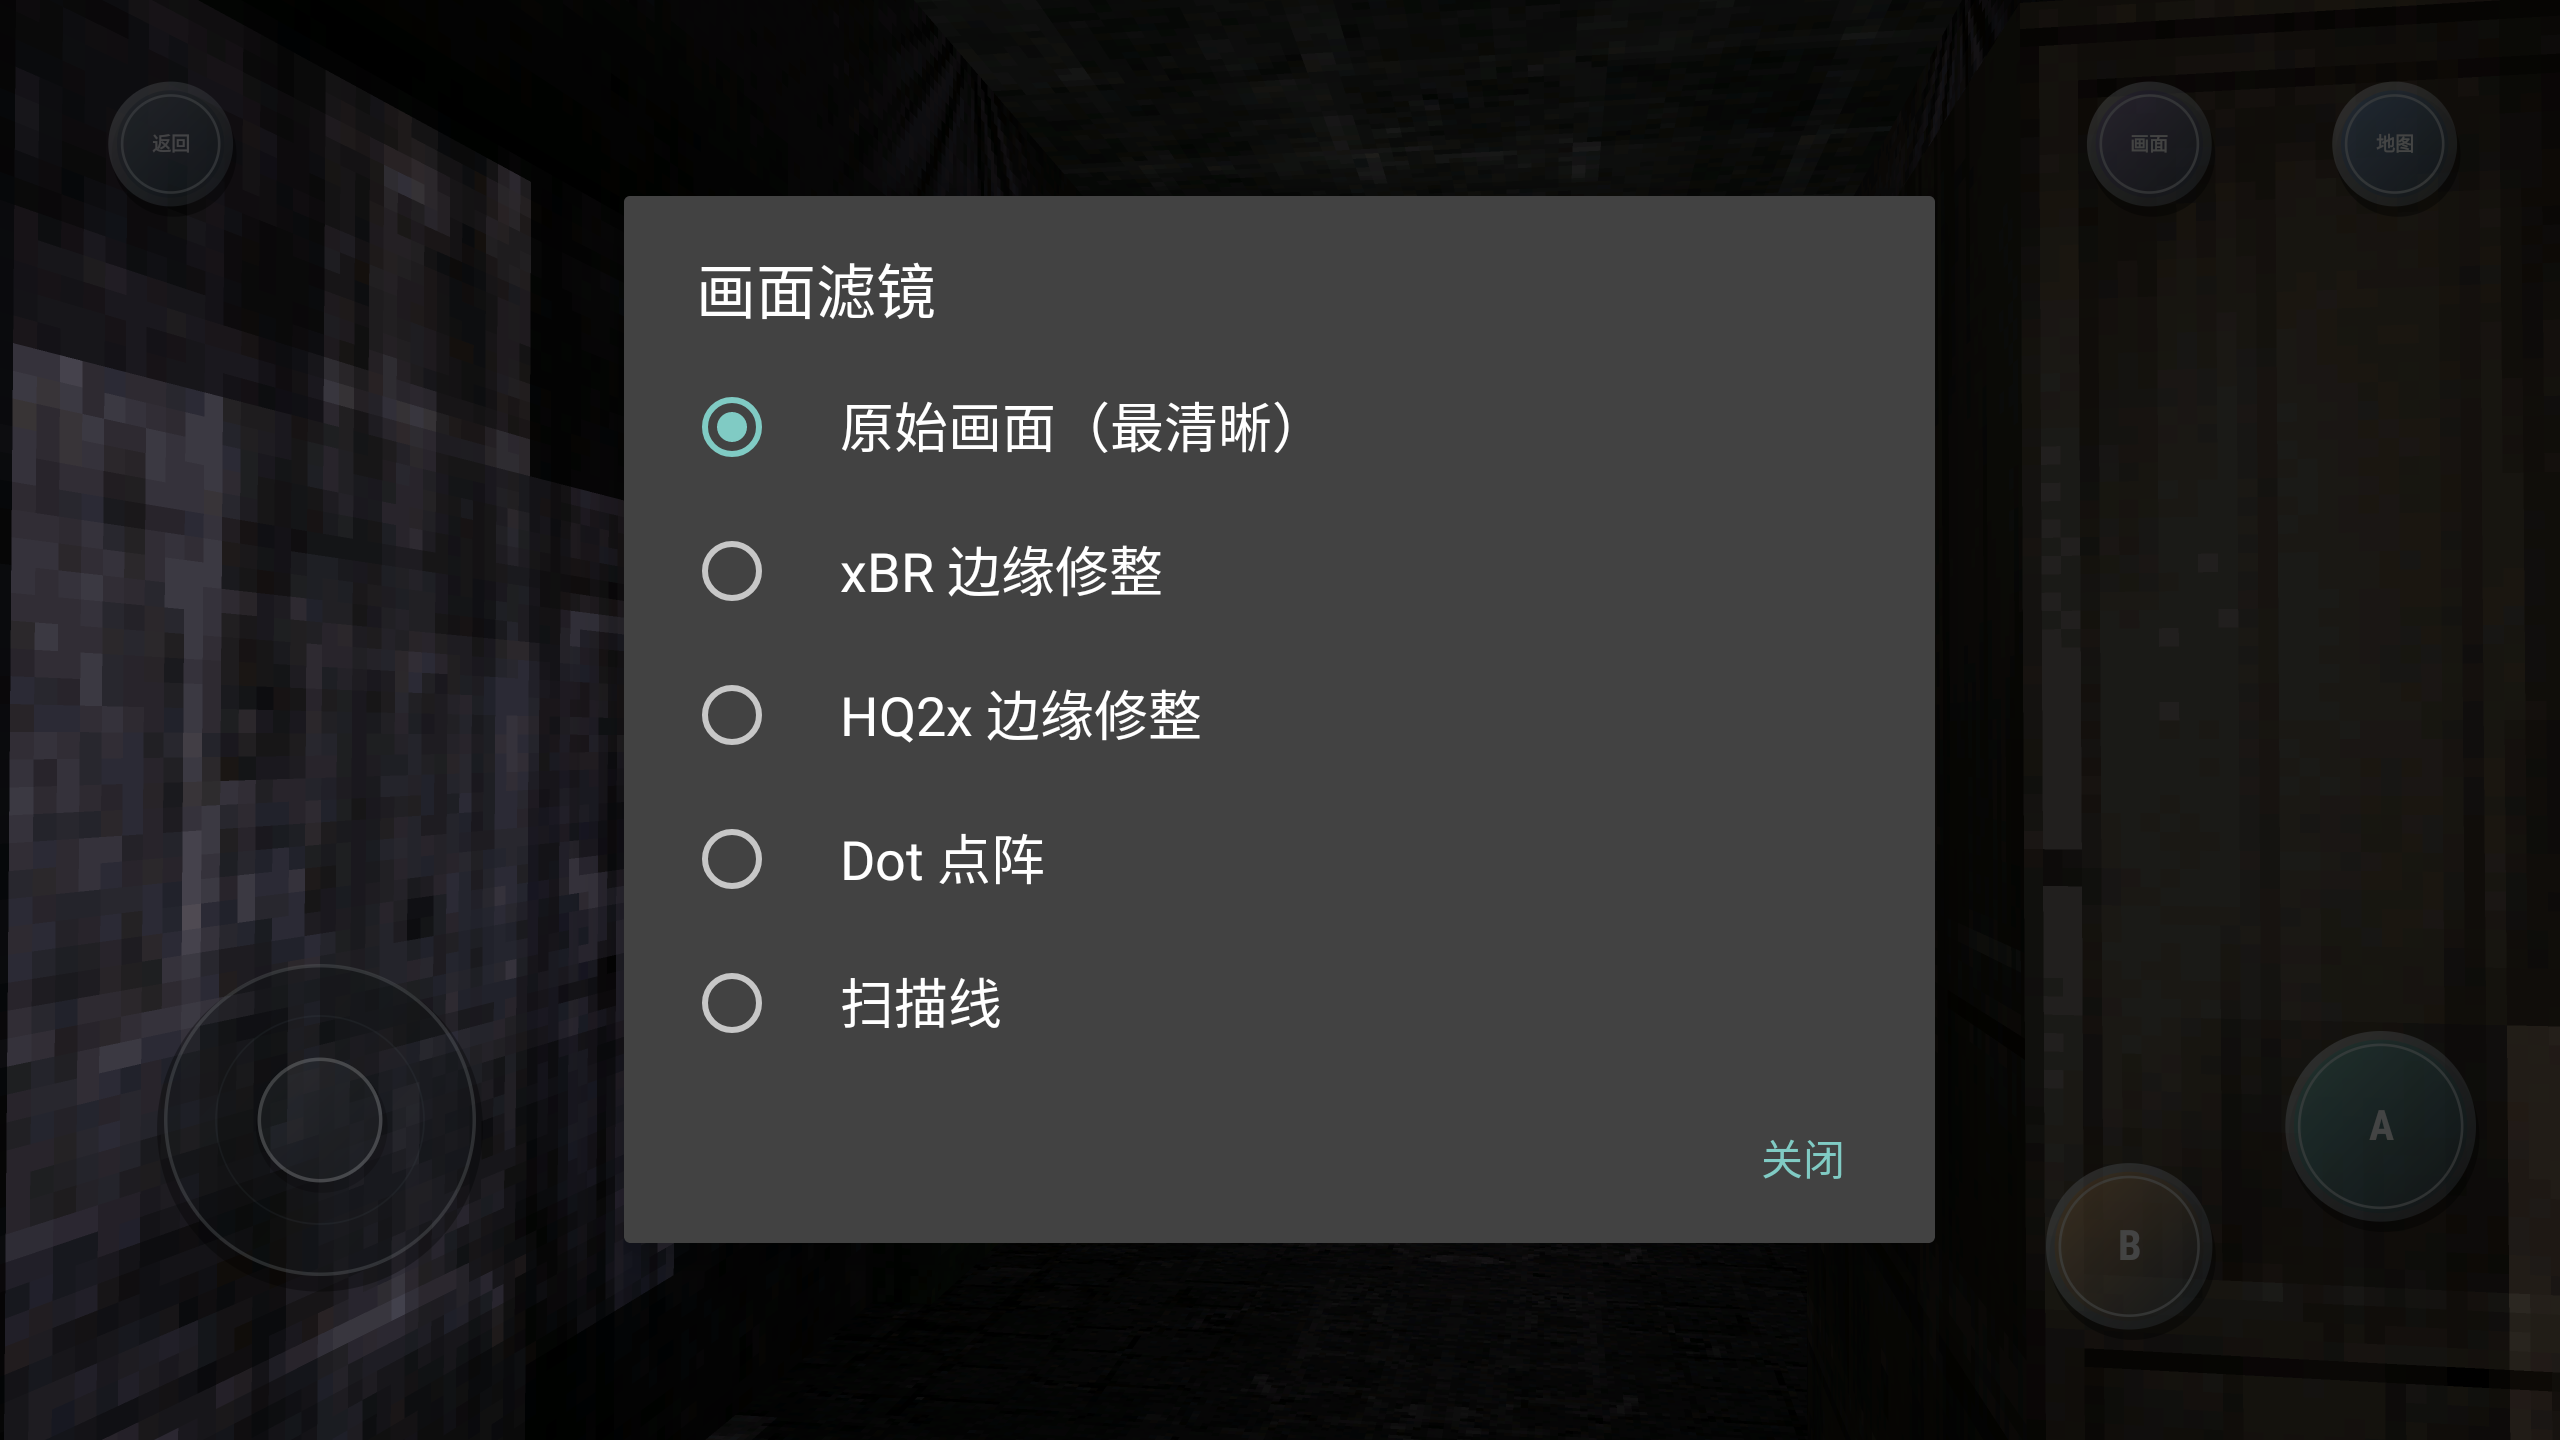 返回
画面
地图
画面滤镜
原始画面（最清晰）
xBR 边缘修整
HQ2x 边缘修整
Dot 点阵
扫描线
关闭
A
B